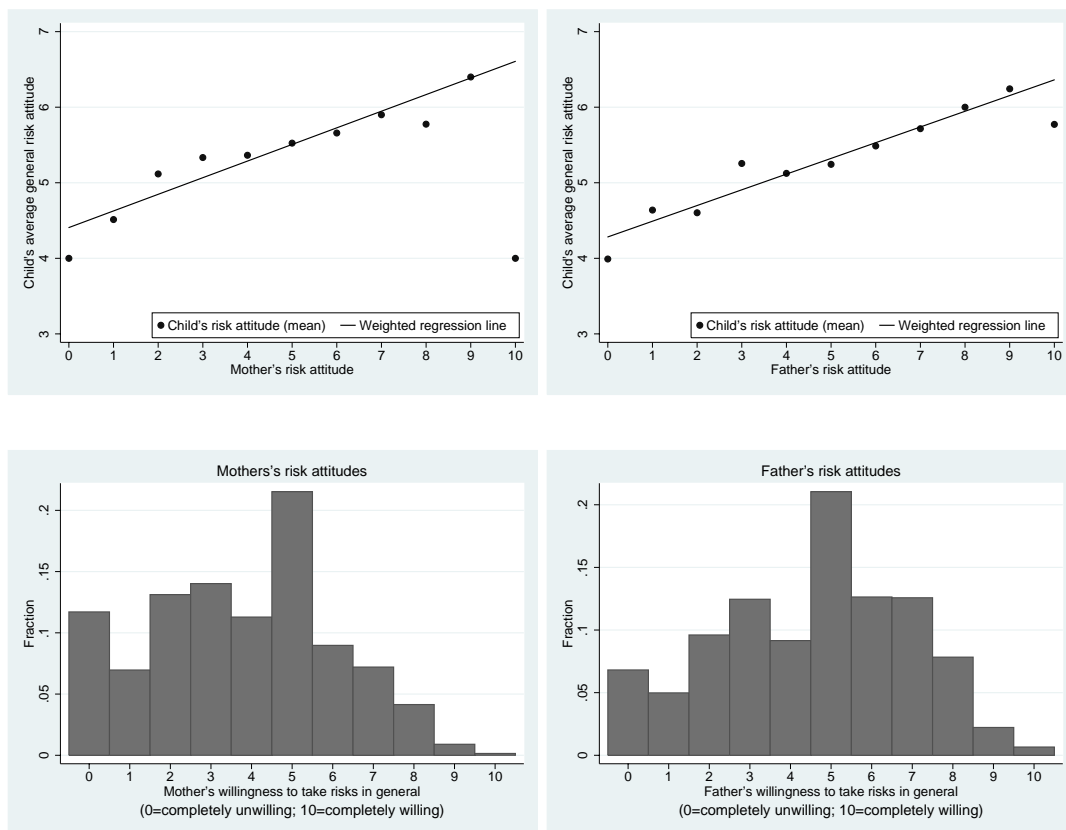 Child's average general risk attitude
7
6
5
4
3
Child's risk attitude (mean) Weighted regression line
0 1 2 3 4 5 6 7 8 9 10
Mother's risk attitude
Child's average general risk attitude
7
6
5
4
3
Child's risk attitude (mean) Weighted regression line
0 1 2 3 4 5 6 7 8 9 10
Father's risk attitude
Mothers's risk attitudes
Fraction
.2
.15
.1
.05
0
0 1 2 3 4 5 6 7 8 9 10
Mother's willingness to take risks in general
(0=completely unwilling; 10=completely willing)
Father's risk attitudes
Fraction
.2
.15
.1
.05
0
0 1 2 3 4 5 6 7 8 9 10
Father's willingness to take risks in general
(0=completely unwilling; 10=completely willing)